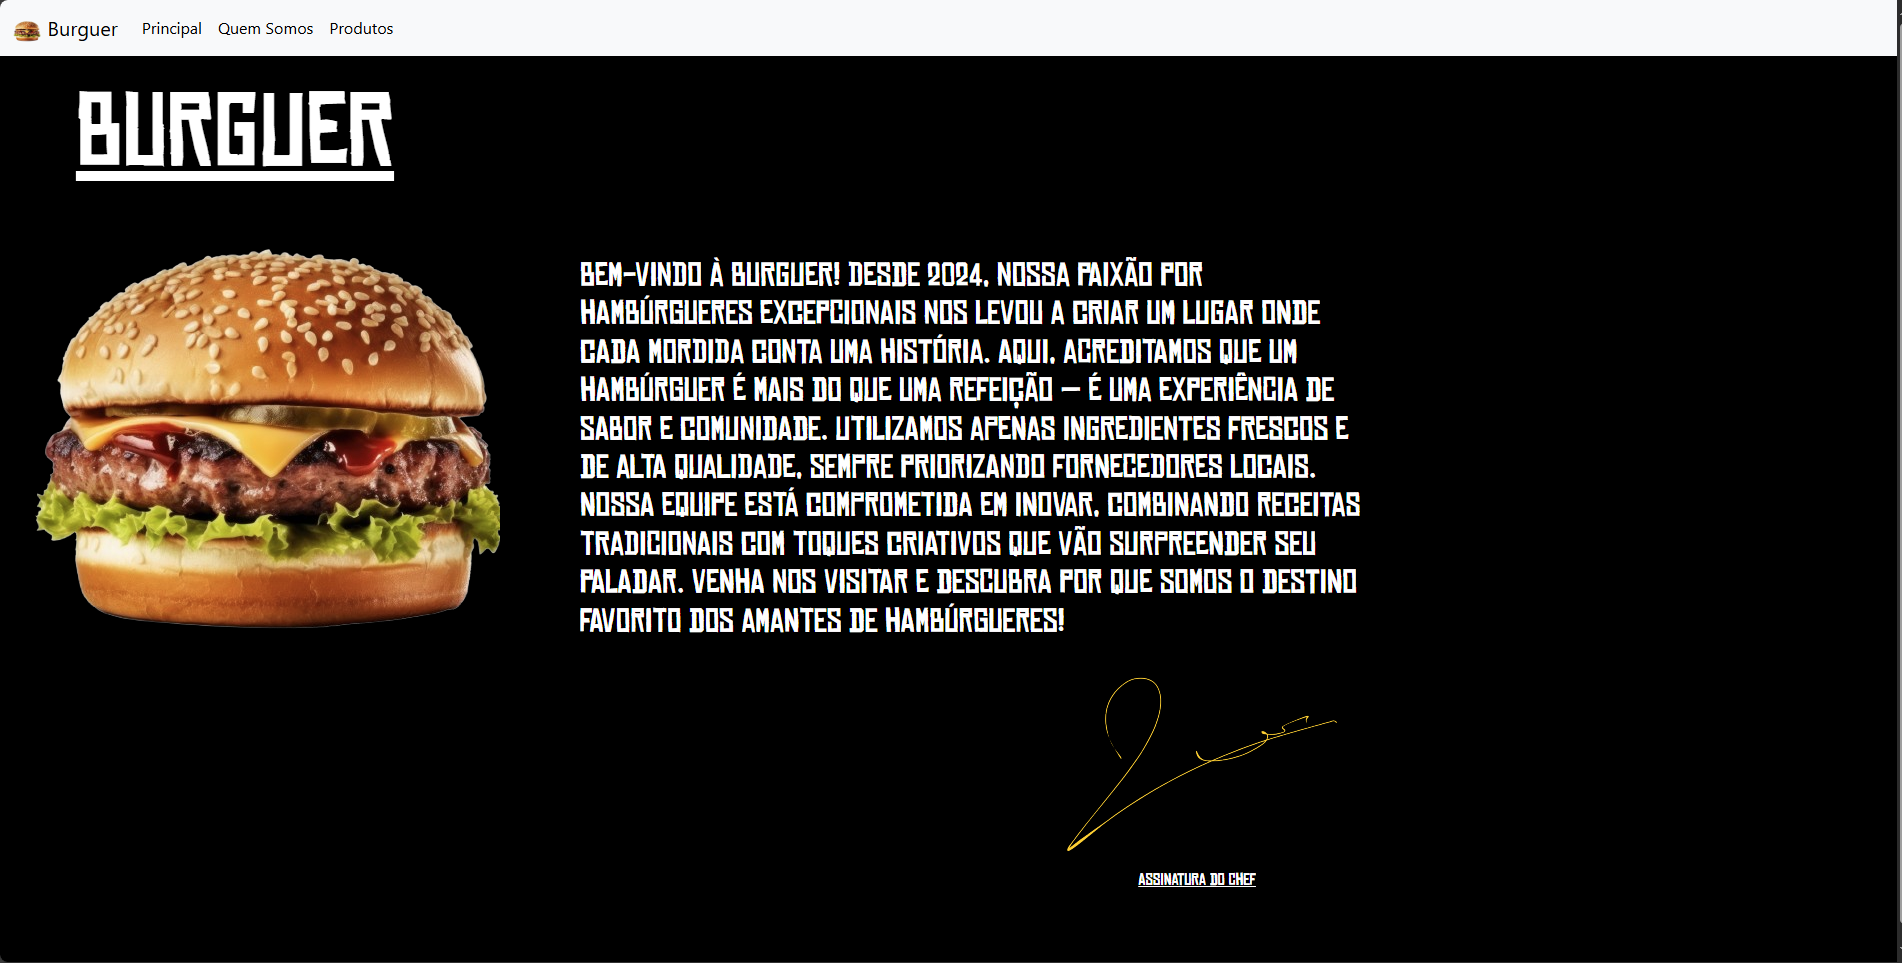 Burguer Principal Quem Somos Produtos
BURGUER
BEM-VINDO À BURGUER! DESDE 2024, NOSSA PAIXÃO POR
HAMBÚRGUERES EXCEPCIONAIS NOS LEVOU A CRIAR UM LUGAR ONDE
CADA MORDIDA CONTA UMA HISTÓRIA. AQUI, ACREDITAMOS QUE UM
HAMBÚRGUER É MAIS DO QUE UMA REFEIÇÃO — É UMA EXPERIÊNCIA DE
SABOR E COMUNIDADE. UTILIZAMOS APENAS INGREDIENTES FRESCOS E
DE ALTA QUALIDADE, SEMPRE PRIORIZANDO FORNECEDORES LOCAIS.
NOSSA EQUIPE ESTÁ COMPROMETIDA EM INOVAR, COMBINANDO RECEITAS
TRADICIONAIS COM TOQUES CRIATIVOS QUE VÃO SURPREENDER SEU
PALADAR. VENHA NOS VISITAR E DESCUBRA POR QUE SOMOS O DESTINO
FAVORITO DOS AMANTES DE HAMBÚRGUERES!
ASSINATURA DO CHEF